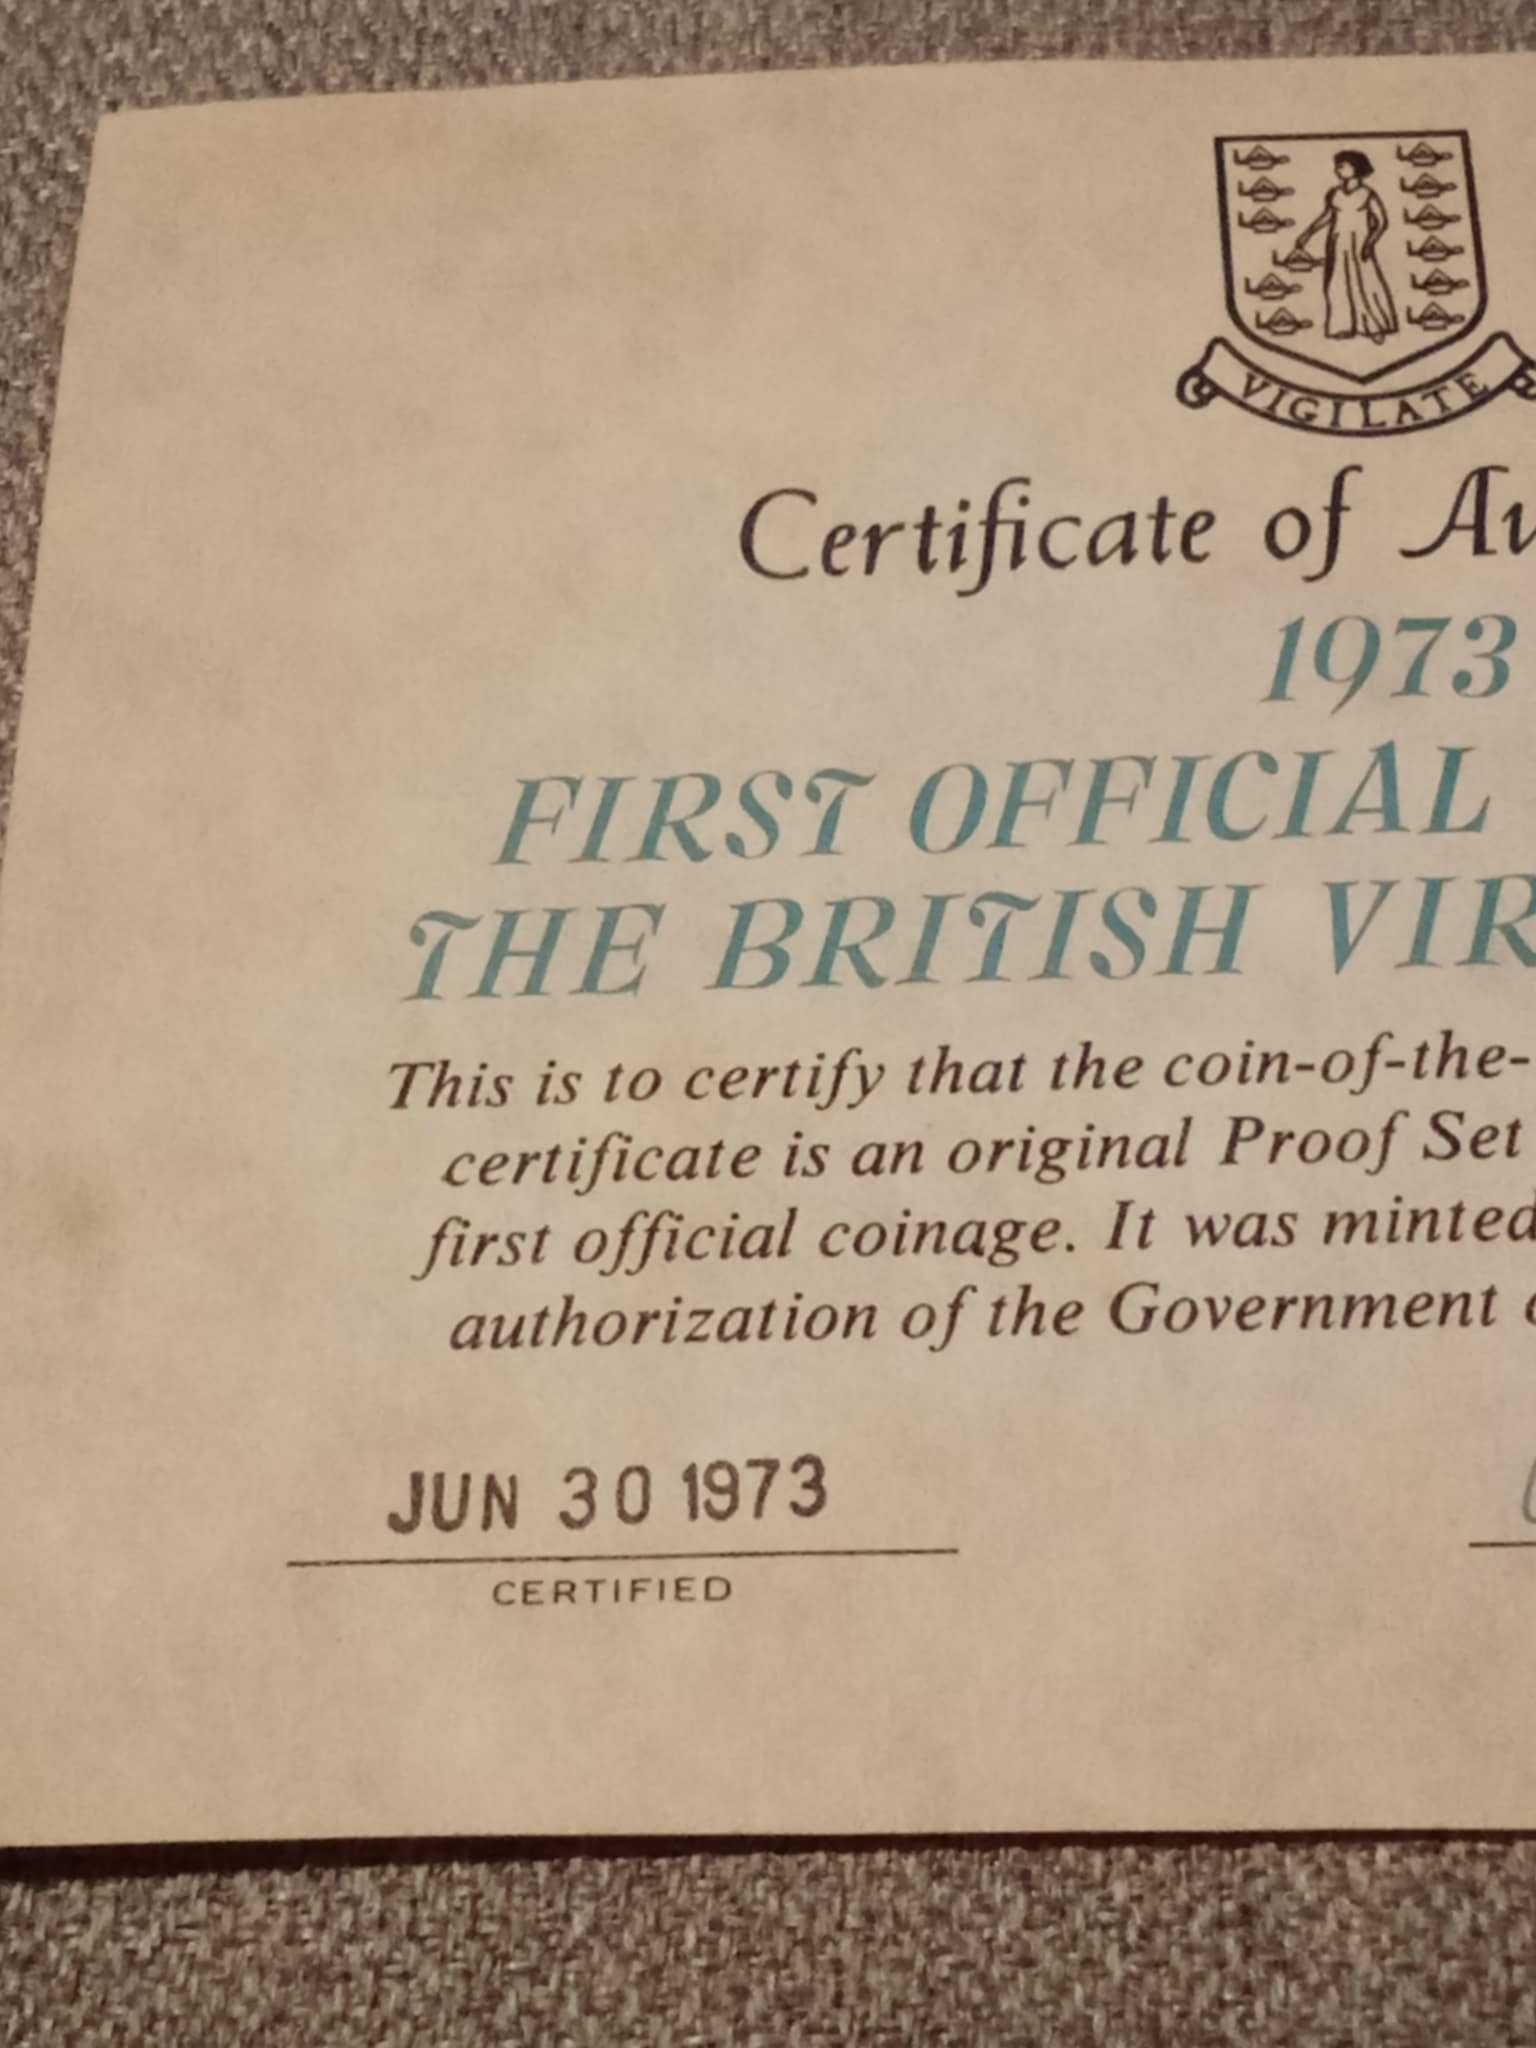 VIGILATE
Certificate of Au
1973
FIRST OFFICIAL
THE BRITISH VIR
This is to certify that the coin-of-the-
certificate is an original Proof Set
first official coinage. It was minted
authorization of the Government
JUN 30 1973
CERTIFIED